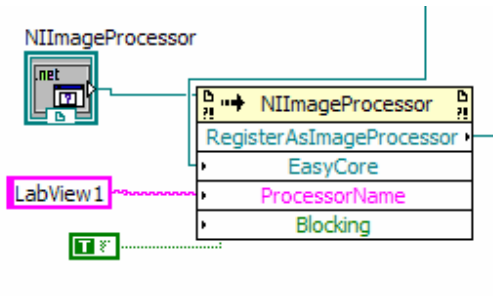 NIImageProcessor
.net
?
NIImageProcessor
?!
?!
RegisterAsImageProcessor
EasyCore
LabView1
ProcessorName
Blocking
T F